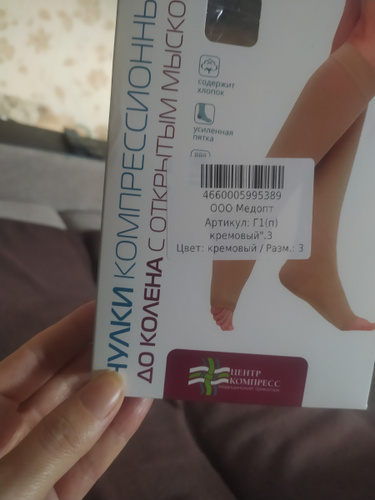 ЧУЛКИ КОМПРЕССИОННЫ
ДО КОЛЕНА С ОТКРЫТЫМ МЫСКО
содержит
хлопок
усиленная
пятка
4660005995389
ООО Медопт
Артикул: Г1(п)
кремовый".3
Цвет: кремовый / Разм.: 3
ЦЕНТР
КОМПРЕСС